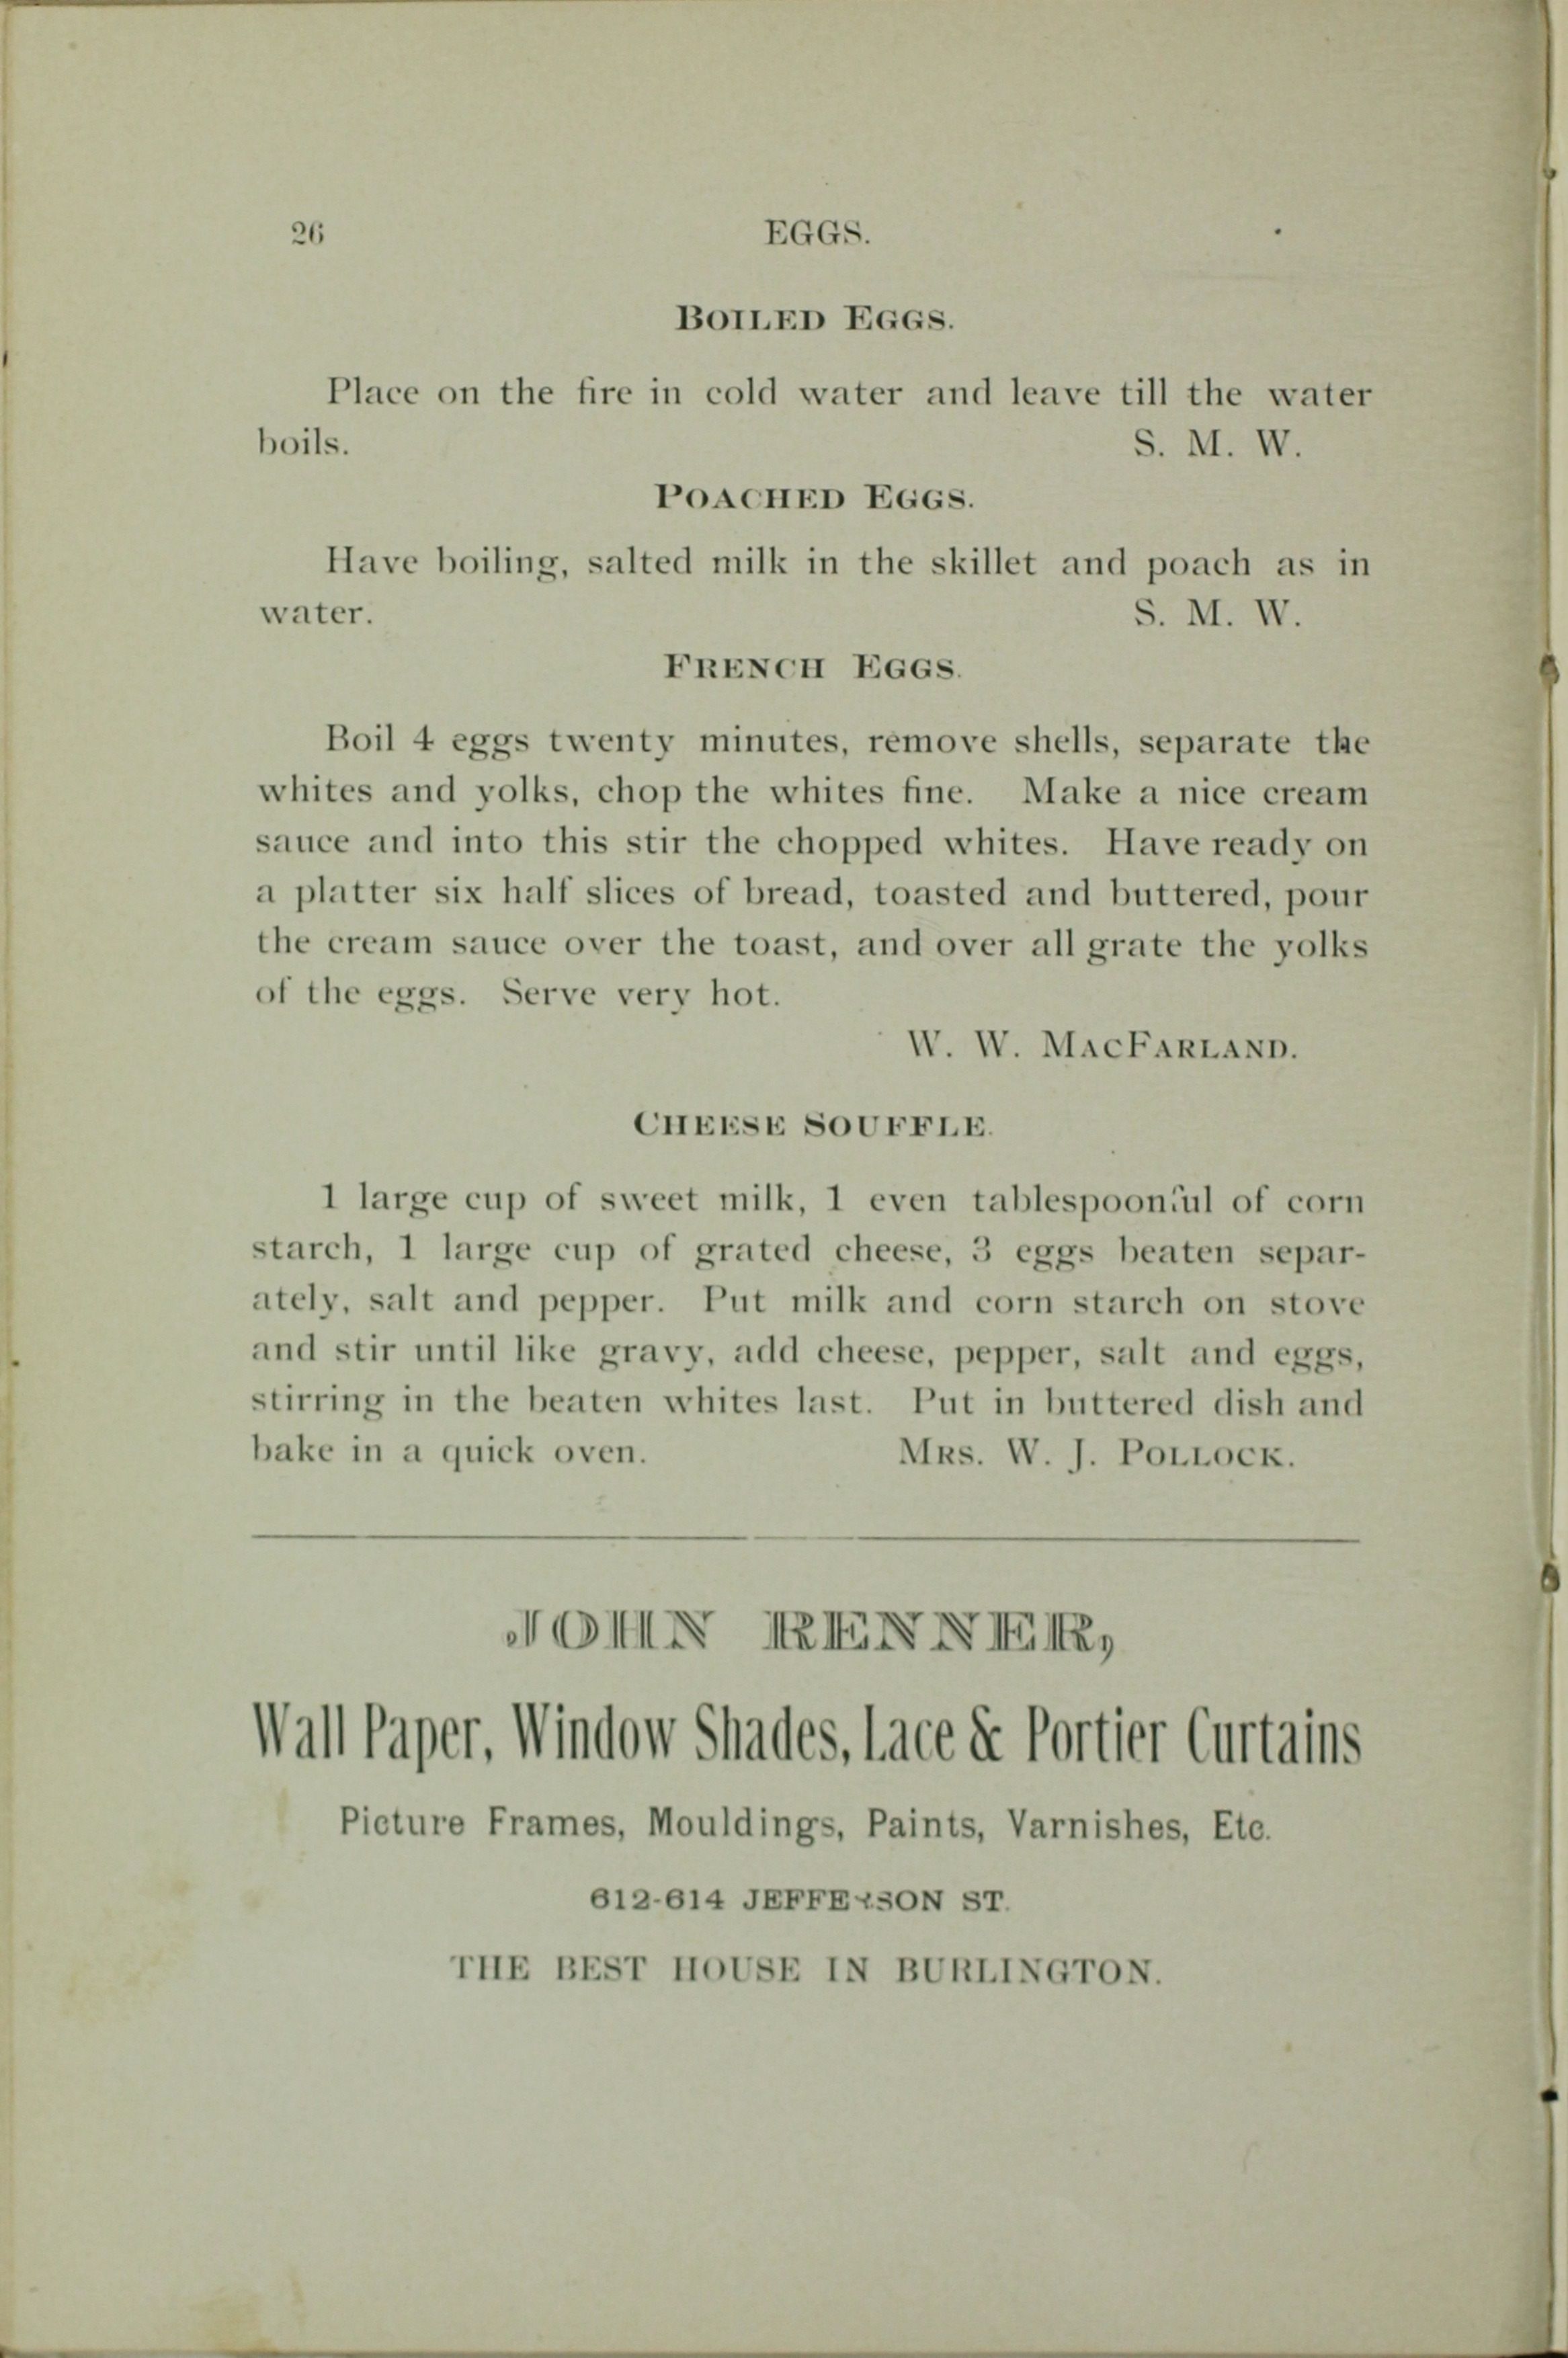 26 EGGS.
BOILED EGGS.
Place on the fire in cold water and leave till the water
boils. S. M. W.
POACHED EGGS.
Have boiling, salted milk in the skillet and poach as in
water. S. M. W.
FRENCH EGGS.
Boil 4 eggs twenty minutes, remove shells, separate the
whites and yolks, chop the whites fine. Make a nice cream
sauce and into this stir the chopped whites. Have ready on
a platter six half slices of bread, toasted and buttered, pour
the cream sauce over the toast, and over all grate the yolks
of the eggs. Serve very hot.
W. W. MACFARLAND.
CHEESE SOUFFLE.
1 large cup of sweet milk, 1 even tablespoonful of corn
starch, 1 large cup of grated cheese, 3 eggs beaten separ-
ately, salt and pepper. Put milk and corn starch on stove
and stir until like gravy, add cheese, pepper, salt and eggs,
stirring in the beaten whites last. Put in buttered dish and
bake in a quick oven. MRS. W. J. POLLOCK.
JOHN RENNER,
Wall Paper, Window Shades, Lace & Portier Curtains
Picture Frames, Mouldings, Paints, Varnishes, Etc.
612-614 JEFFERSON ST.
THE BEST HOUSE IN BURLINGTON.